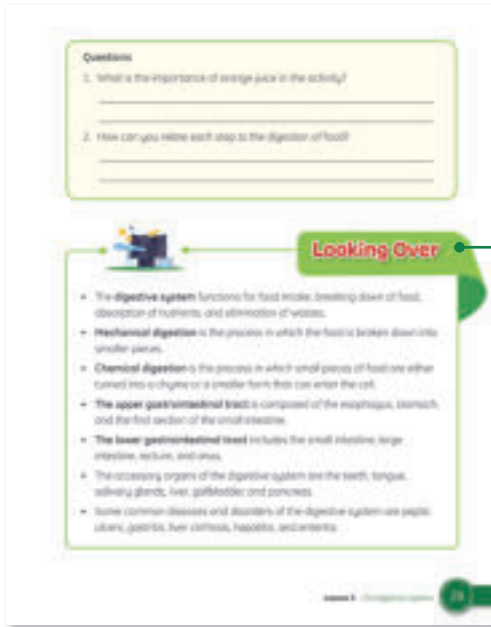 Questions
1. What is the importance of orange juice in the activity?
2. How can you relate each step to the digestion of food?
Looking Over
• The digestive system functions for food intake, breaking down of food,
absorption of nutrients, and elimination of wastes.
• Mechanical digestion is the process in which the food is broken down into
smaller pieces.
• Chemical digestion is the process in which small pieces of food are either
turned into a chyme or a smaller form that can enter the cell.
• The upper gastrointestinal tract is composed of the esophagus, stomach,
and the first section of the small intestine.
• The lower gastrointestinal tract includes the small intestine, large
intestine, rectum, and anus.
• The accessory organs of the digestive system are the teeth, tongue,
salivary glands, liver, gallbladder, and pancreas.
• Some common diseases and disorders of the digestive system are peptic
ulcers, gastritis, liver cirrhosis, hepatitis, and enteritis.
Lesson